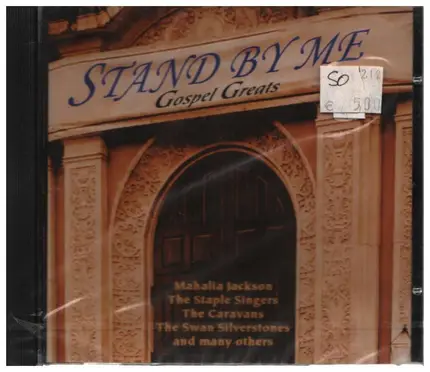 STAND BY ME
Gospel Greats
SO
€ 5,00
Mahalia Jackson
The Staple Singers
The Caravans
The Swan Silverstones
and many others